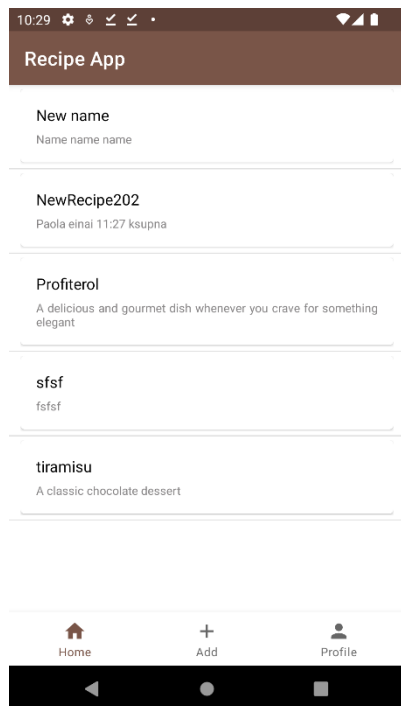 10:29
Recipe App
New name
Name name name
NewRecipe202
Paola einai 11:27 ksupna
Profiterol
A delicious and gourmet dish whenever you crave for something
elegant
sfsf
fsfsf
tiramisu
A classic chocolate dessert
Home Add Profile